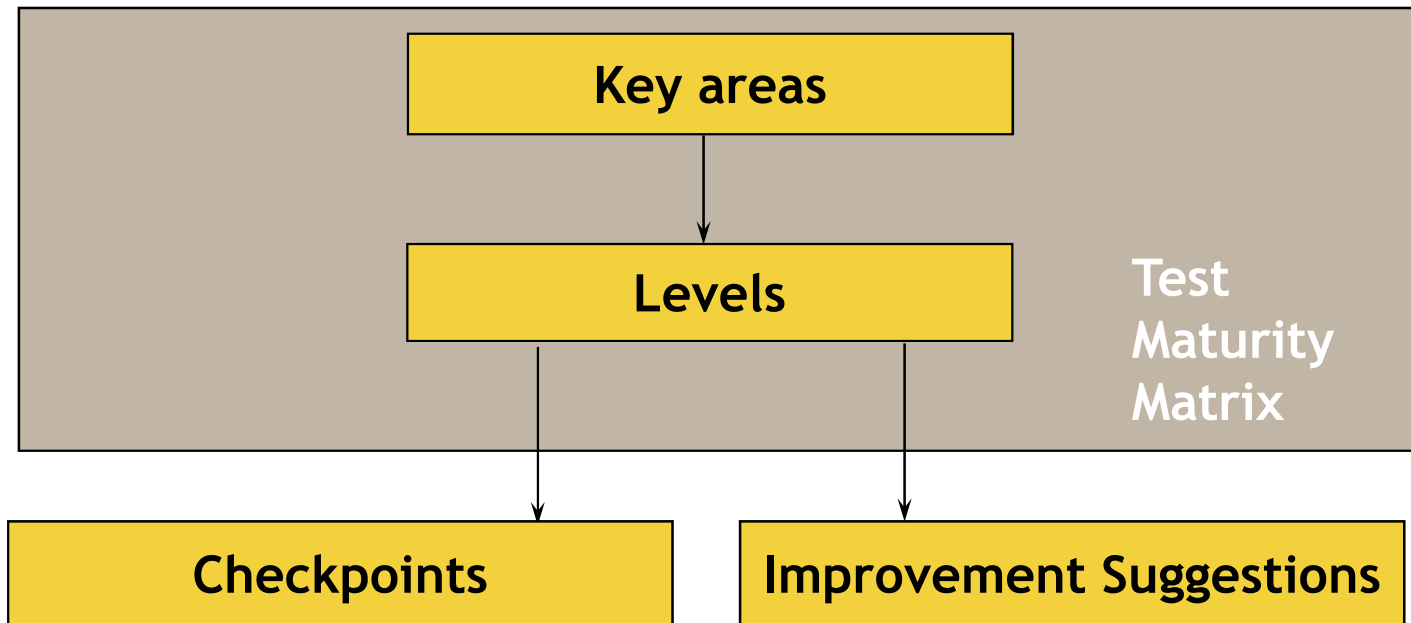 Key areas
Levels
Test
Maturity
Matrix
Checkpoints
Improvement Suggestions